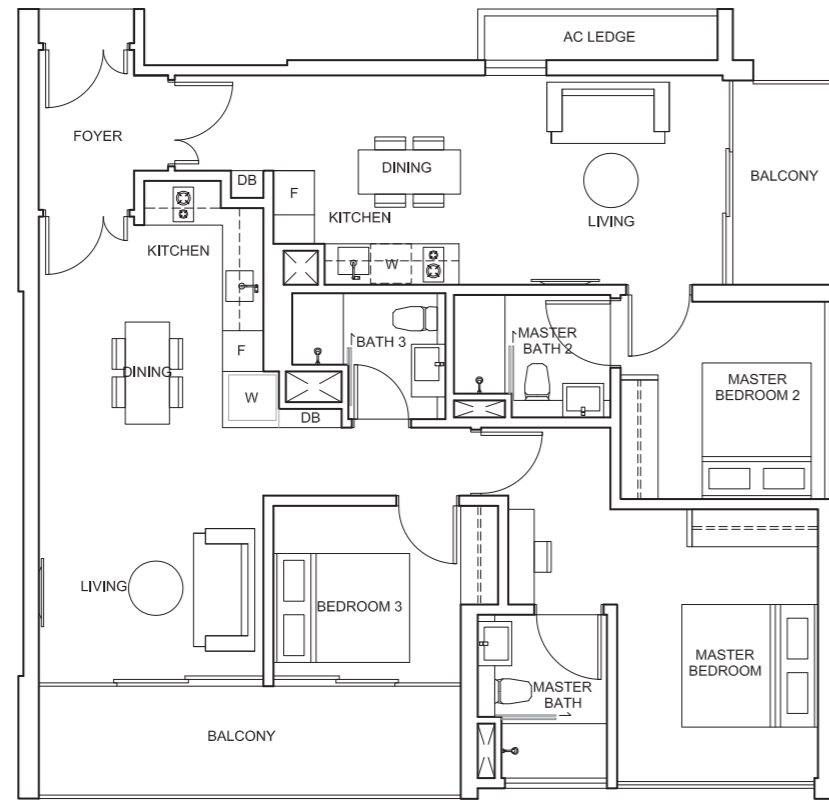 AC LEDGE
FOYER
DB
F
DINING
KITCHEN
LIVING
BALCONY
KITCHEN
W
BATH 3
MASTER
BATH 2
DINING
F
W
DB
MASTER
BEDROOM 2
LIVING
BEDROOM 3
MASTER
BEDROOM
MASTER
BATH
BALCONY